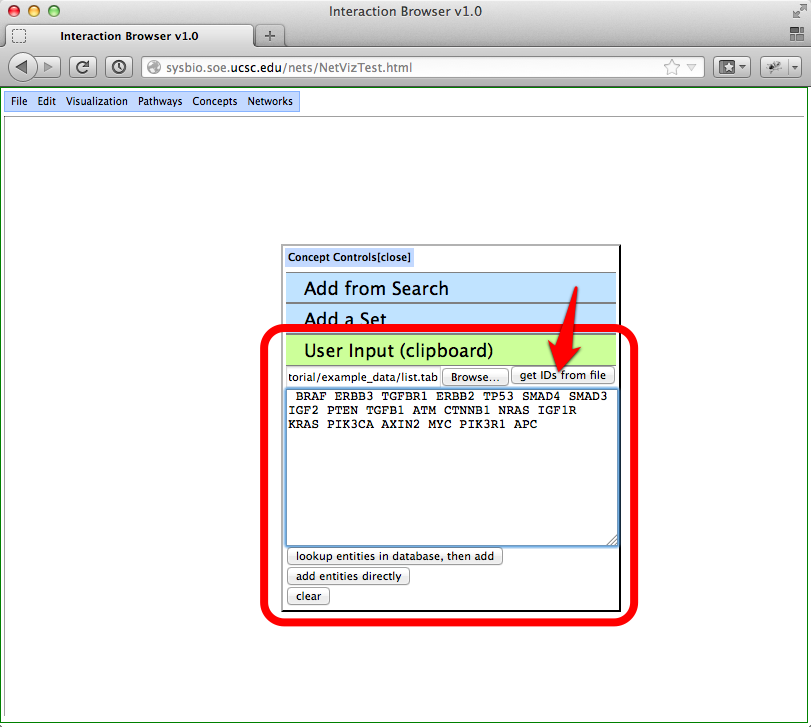 Interaction Browser v1.0
Interaction Browser v1.0
sysbio.soe.ucsc.edu/nets/NetVizTest.html
File Edit Visualization Pathways Concepts Networks
Concept Controls[close]
Add from Search
Add a Set
User Input (clipboard)
torial/example_data/list.tab Browse... get IDs from file
BRAF ERBB3 TGFBR1 ERBB2 TP53 SMAD4 SMAD3
IGF2 PTEN TGFB1 ATM CTNNB1 NRAS IGF1R
KRAS PIK3CA AXIN2 MYC PIK3R1 APC
lookup entities in database, then add
add entities directly
clear